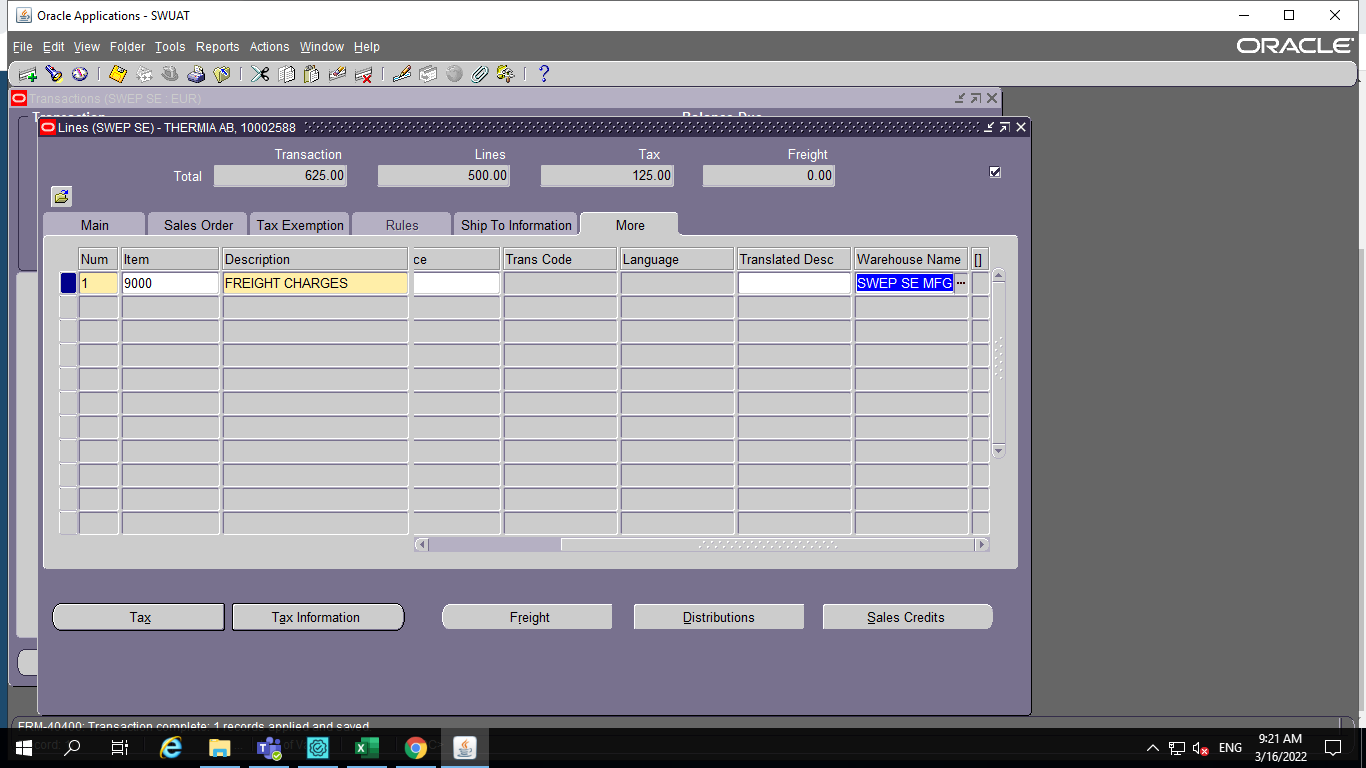 Oracle Applications - SWUAT
File Edit View Folder Tools Reports Actions Window Help
ORACLE
Transactions (SWEP SE : EUR)
Transaction Balance Due
Lines (SWEP SE) - THERMIA AB, 10002588
Transaction Lines Tax Freight
Total 625.00 500.00 125.00 0.00
Main Sales Order Tax Exemption Rules Ship To Information More
Num Item Description ce Trans Code Language Translated Desc Warehouse Name []
1 9000 FREIGHT CHARGES SWEP SE MFG ...
Tax Tax Information Freight Distributions Sales Credits
FRM-40400: Transaction complete: 1 records applied and saved.
ENG
9:21 AM
3/16/2022